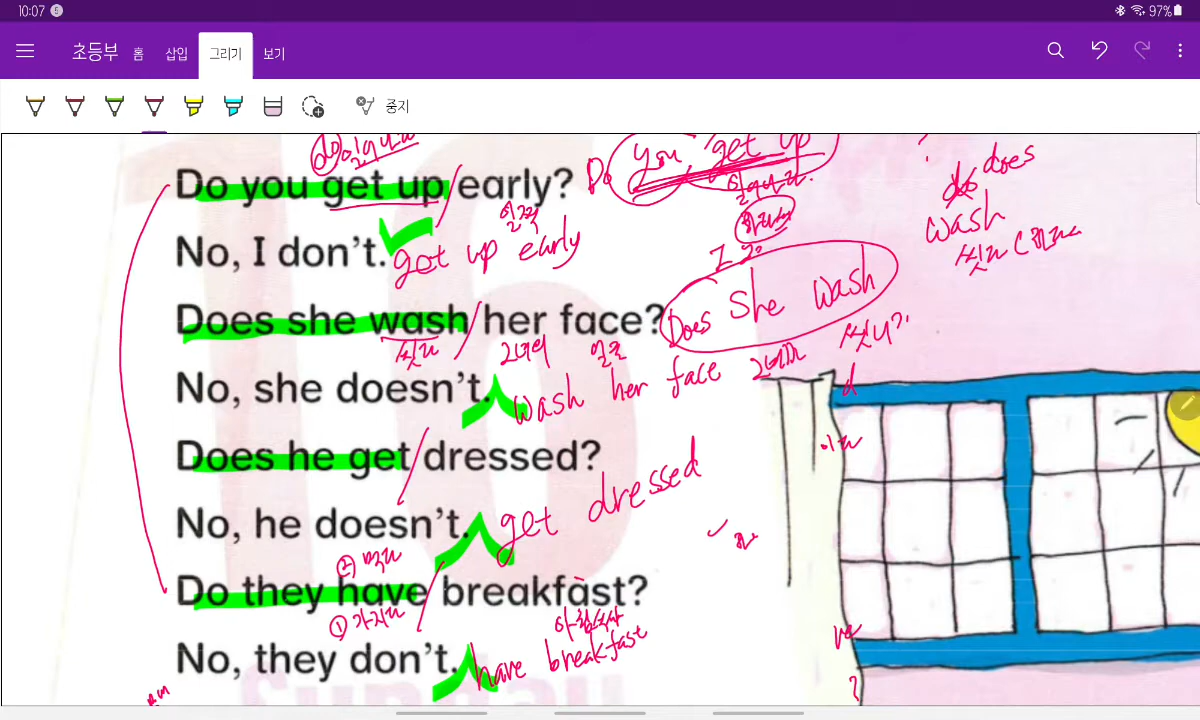 10:07 97%
초등부 홈 삽입 그리기 보기
중지
Do you get up early? Do you get up does
일찍 wash
No, I don't. get up early
Does she wash her face? Does She Wash
씻다 그녀의 얼굴 씻니?
No, she doesn't. wash her face
Does he get dressed?
No, he doesn't. get dressed
② 먹다
Do they have breakfast?
① 가지다 아침식사
No, they don't. have breakfast